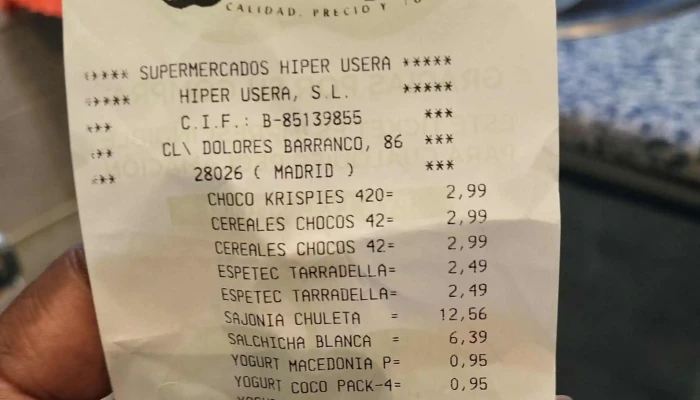 CALIDAD, PRECIO Y
***** SUPERMERCADOS HIPER USERA *****
***** HIPER USERA, S.L. *****
*** C.I.F.: B-85139855 ***
*** CL\ DOLORES BARRANCO, 86 ***
*** 28026 ( MADRID ) ***
CHOCO KRISPIES 420= 2,99
CEREALES CHOCOS 42= 2,99
CEREALES CHOCOS 42= 2,99
ESPETEC TARRADELLA= 2,49
ESPETEC TARRADELLA= 2,49
SAJONIA CHULETA = 12,56
SALCHICHA BLANCA = 6,39
YOGURT MACEDONIA P= 0,95
YOGURT COCO PACK-4= 0,95